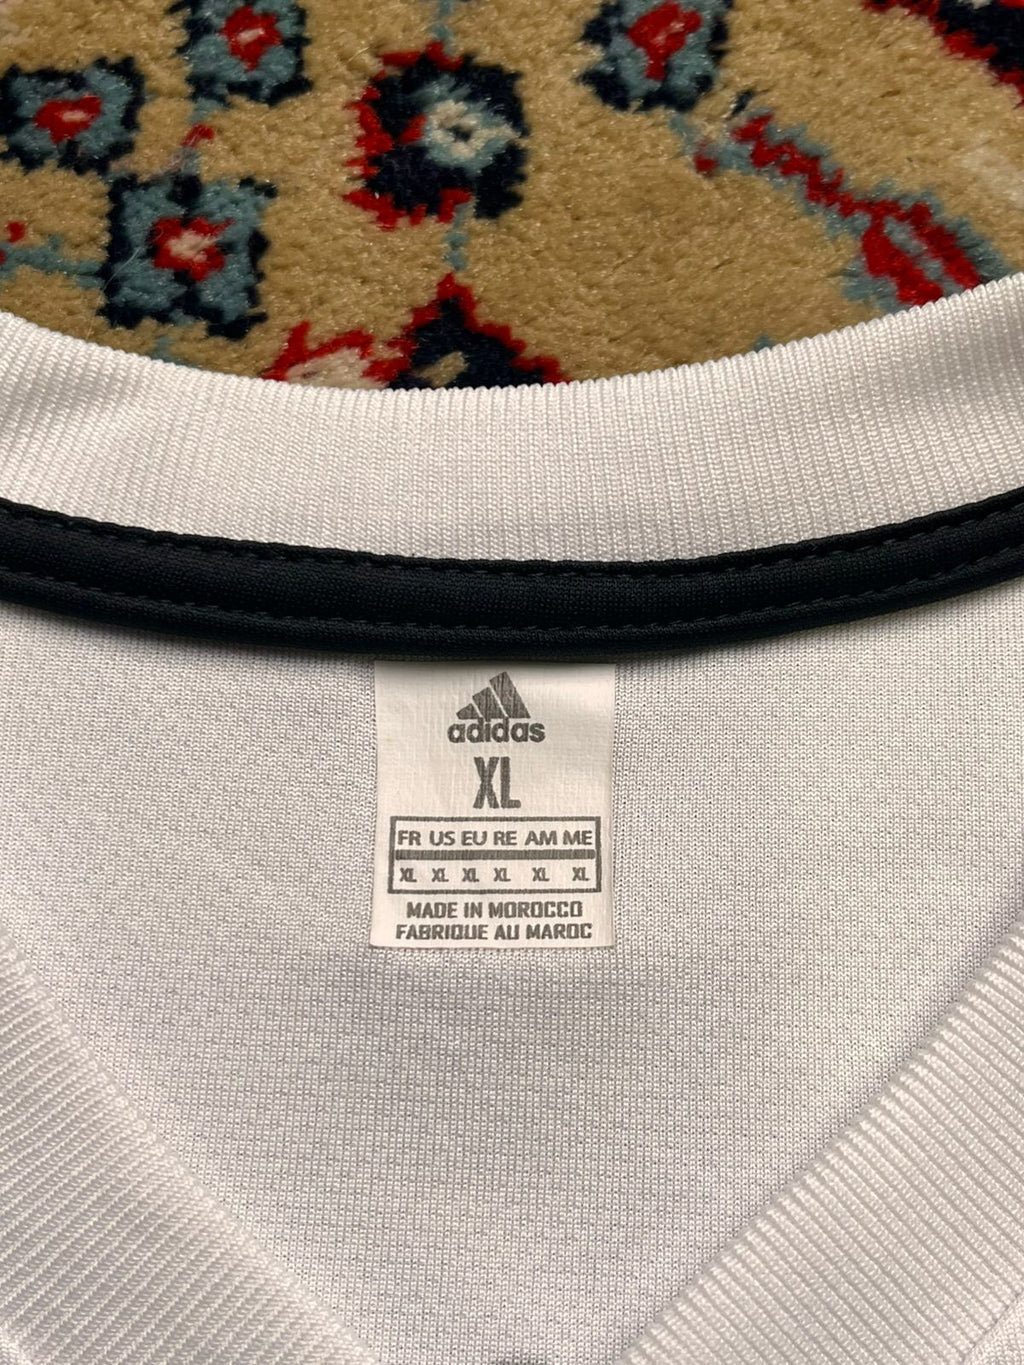 adidas
XL
FR US EU RE AM ME
XL XL XL XL XL XL
MADE IN MOROCCO
FABRIQUE AU MAROC